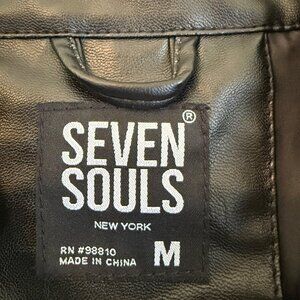 SEVEN®
SOULS
NEW YORK
RN #98810
MADE IN CHINA
M